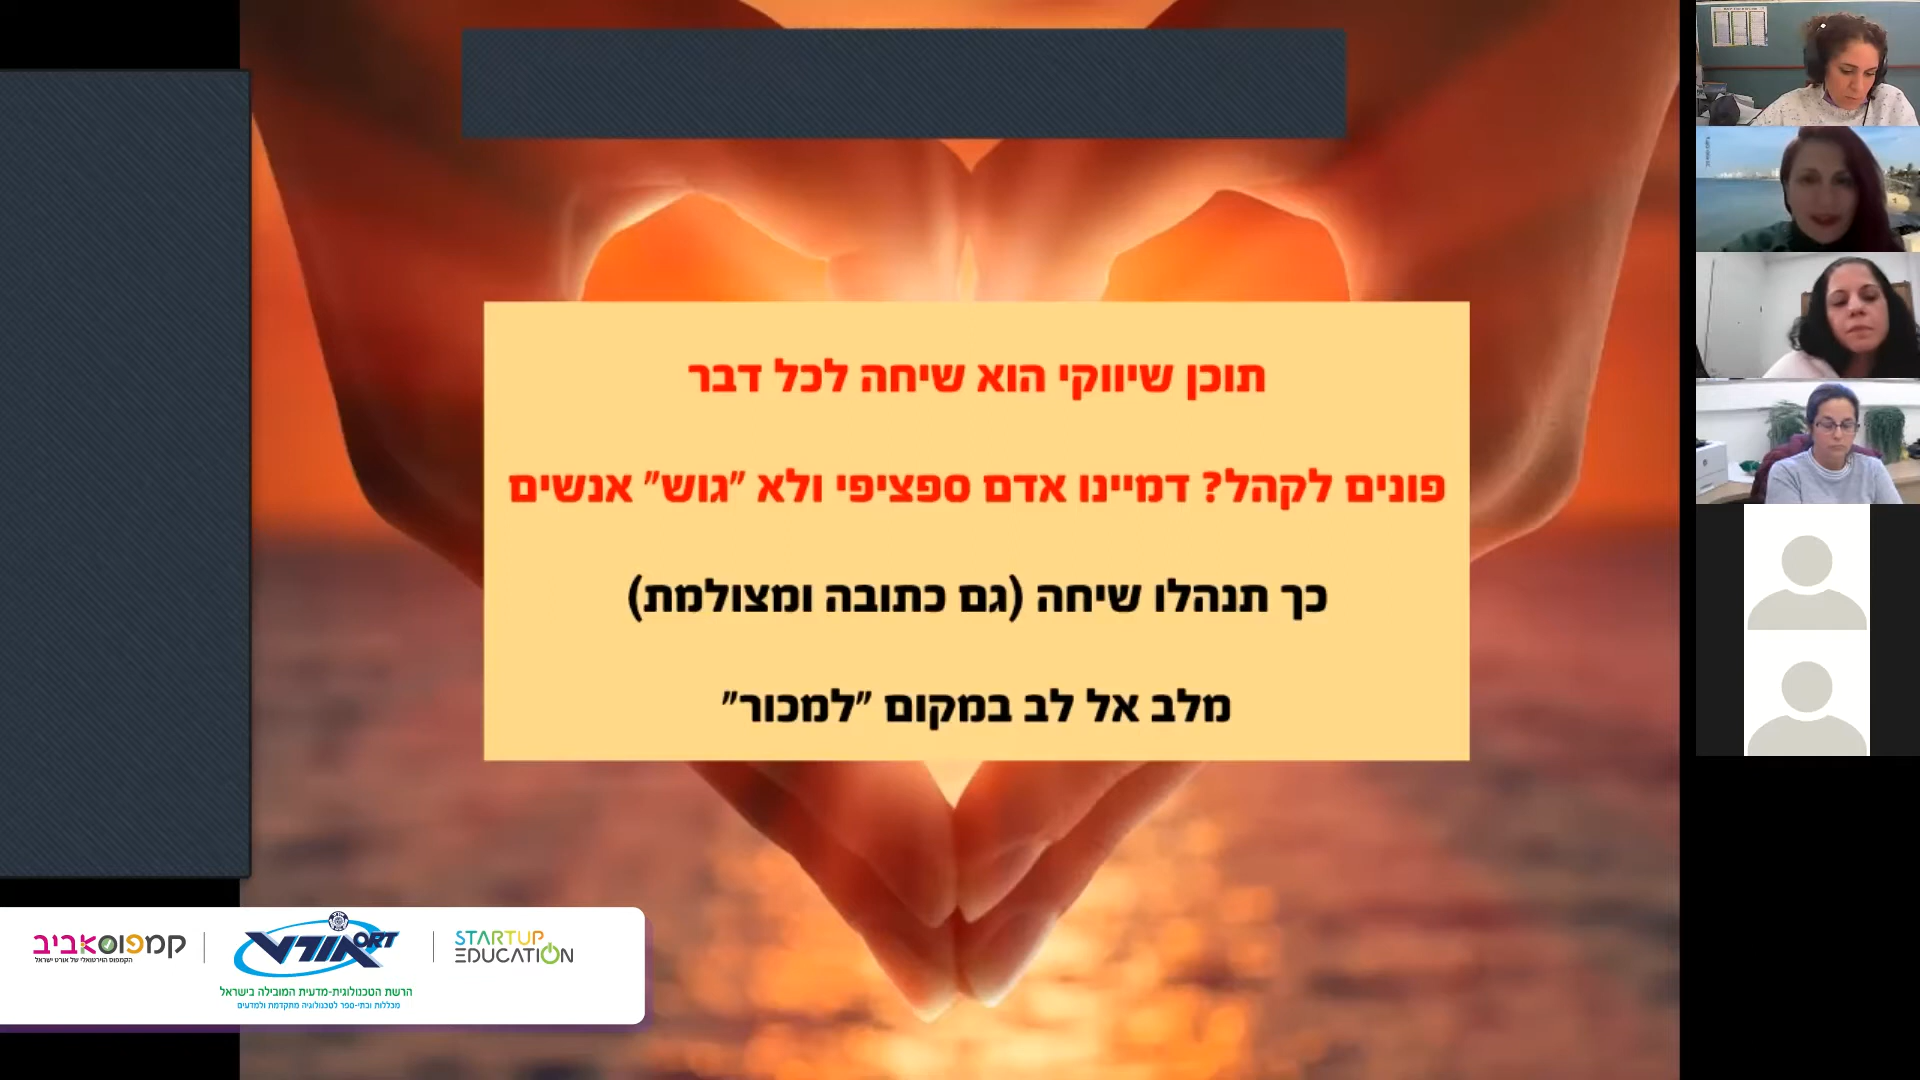 תוכן שיווקי הוא שיחה לכל דבר
פונים לקהל? דמיינו אדם ספציפי ולא "גוש" אנשים
כך תנהלו שיחה (גם כתובה ומצולמת)
מלב אל לב במקום "למכור"
קמפוסאביב
הקמפוס הוירטואלי של אורט ישראל
אורט ORT
הרשת הטכנולוגית-מדעית המובילה בישראל
מכללות ובתי-ספר לטכנולוגיה מתקדמת ולמדעים
STARTUP
EDUCATION